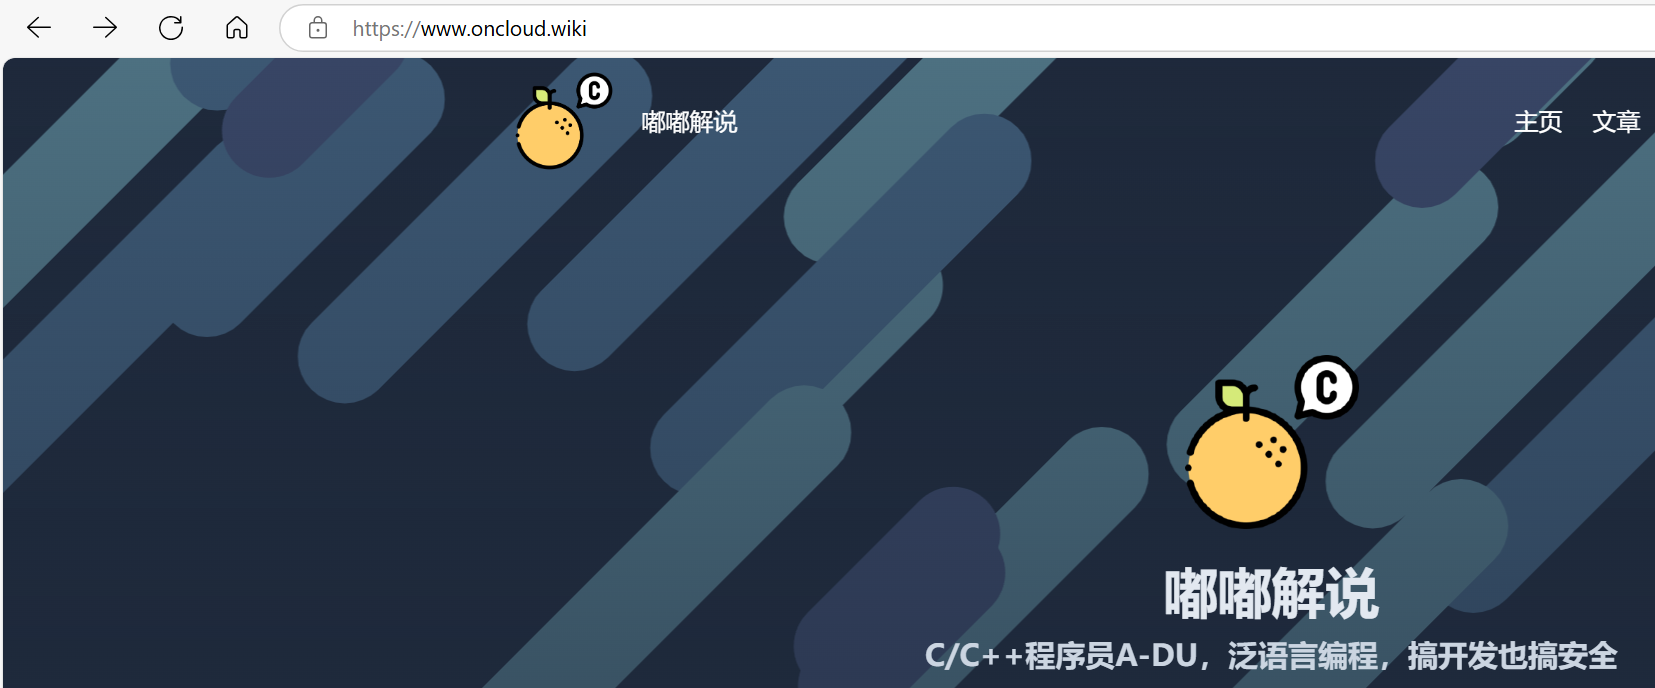 https://www.oncloud.wiki
C
嘟嘟解说
主页 文章
C
嘟嘟解说
C/C++程序员A-DU，泛语言编程，搞开发也搞安全